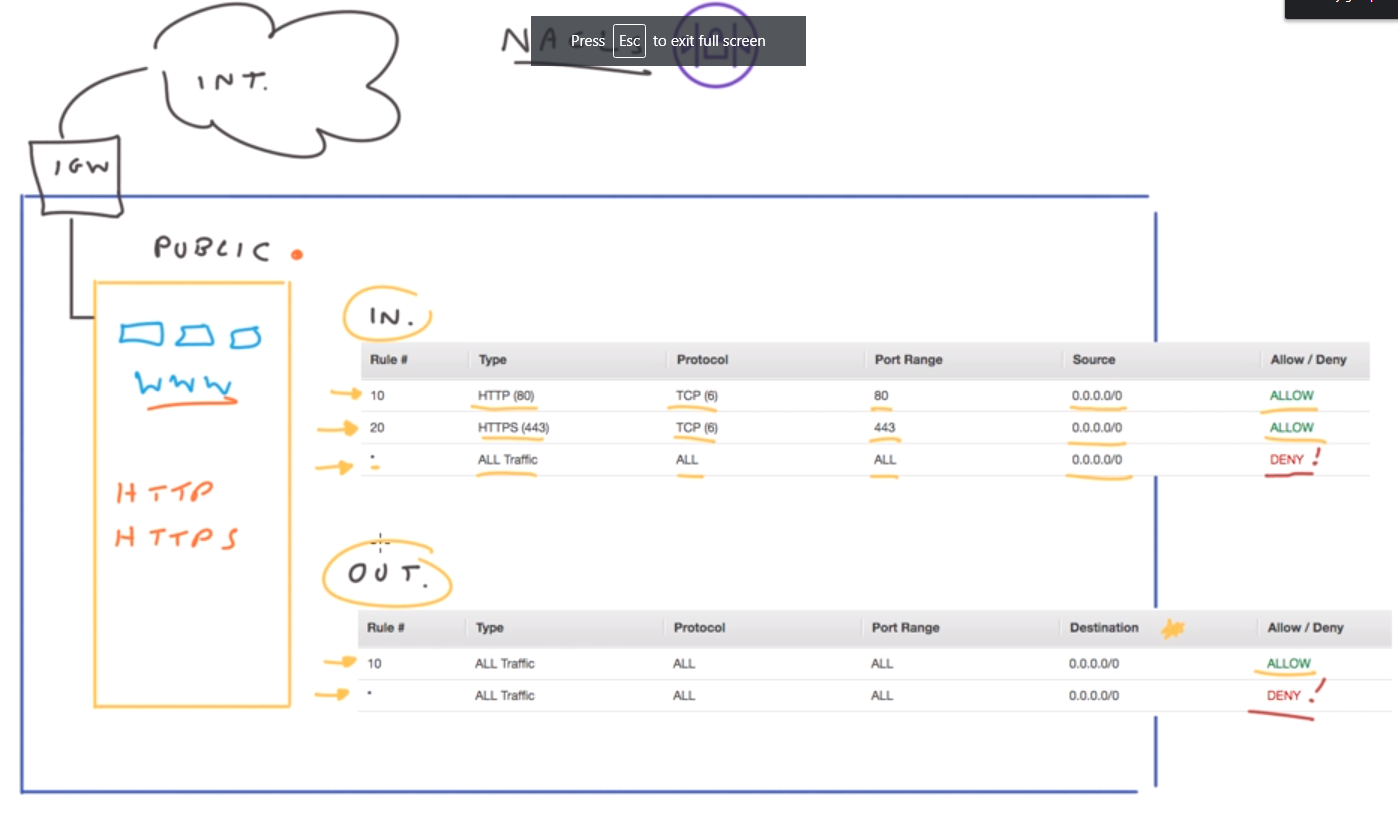 Press Esc to exit full screen
INT.
IGW
PUBLIC
WWW
HTTP
HTTPS
IN.
Rule # Type Protocol Port Range Source Allow / Deny
10 HTTP (80) TCP (6) 80 0.0.0.0/0 ALLOW
20 HTTPS (443) TCP (6) 443 0.0.0.0/0 ALLOW
* ALL Traffic ALL ALL 0.0.0.0/0 DENY !
OUT.
Rule # Type Protocol Port Range Destination Allow / Deny
10 ALL Traffic ALL ALL 0.0.0.0/0 ALLOW
* ALL Traffic ALL ALL 0.0.0.0/0 DENY !